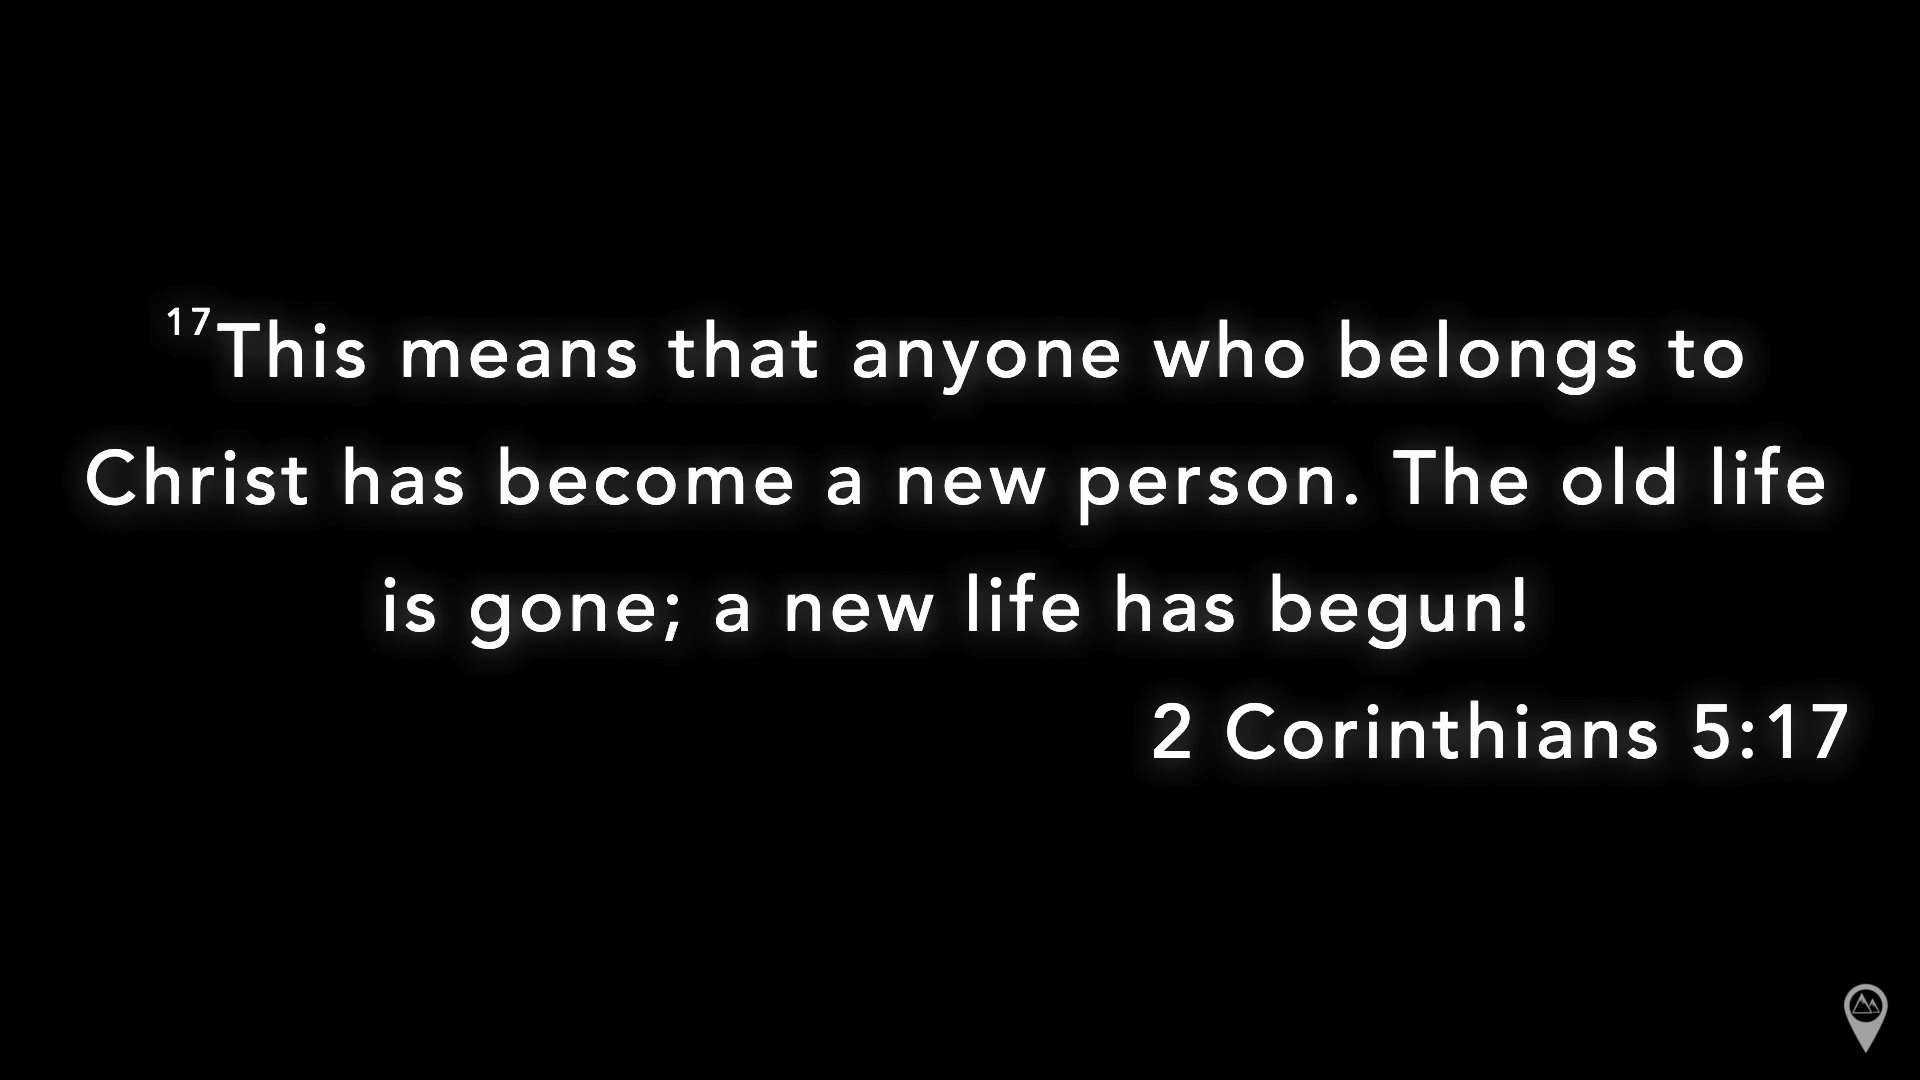 ¹⁷This means that anyone who belongs to
Christ has become a new person. The old life
is gone; a new life has begun!
2 Corinthians 5:17